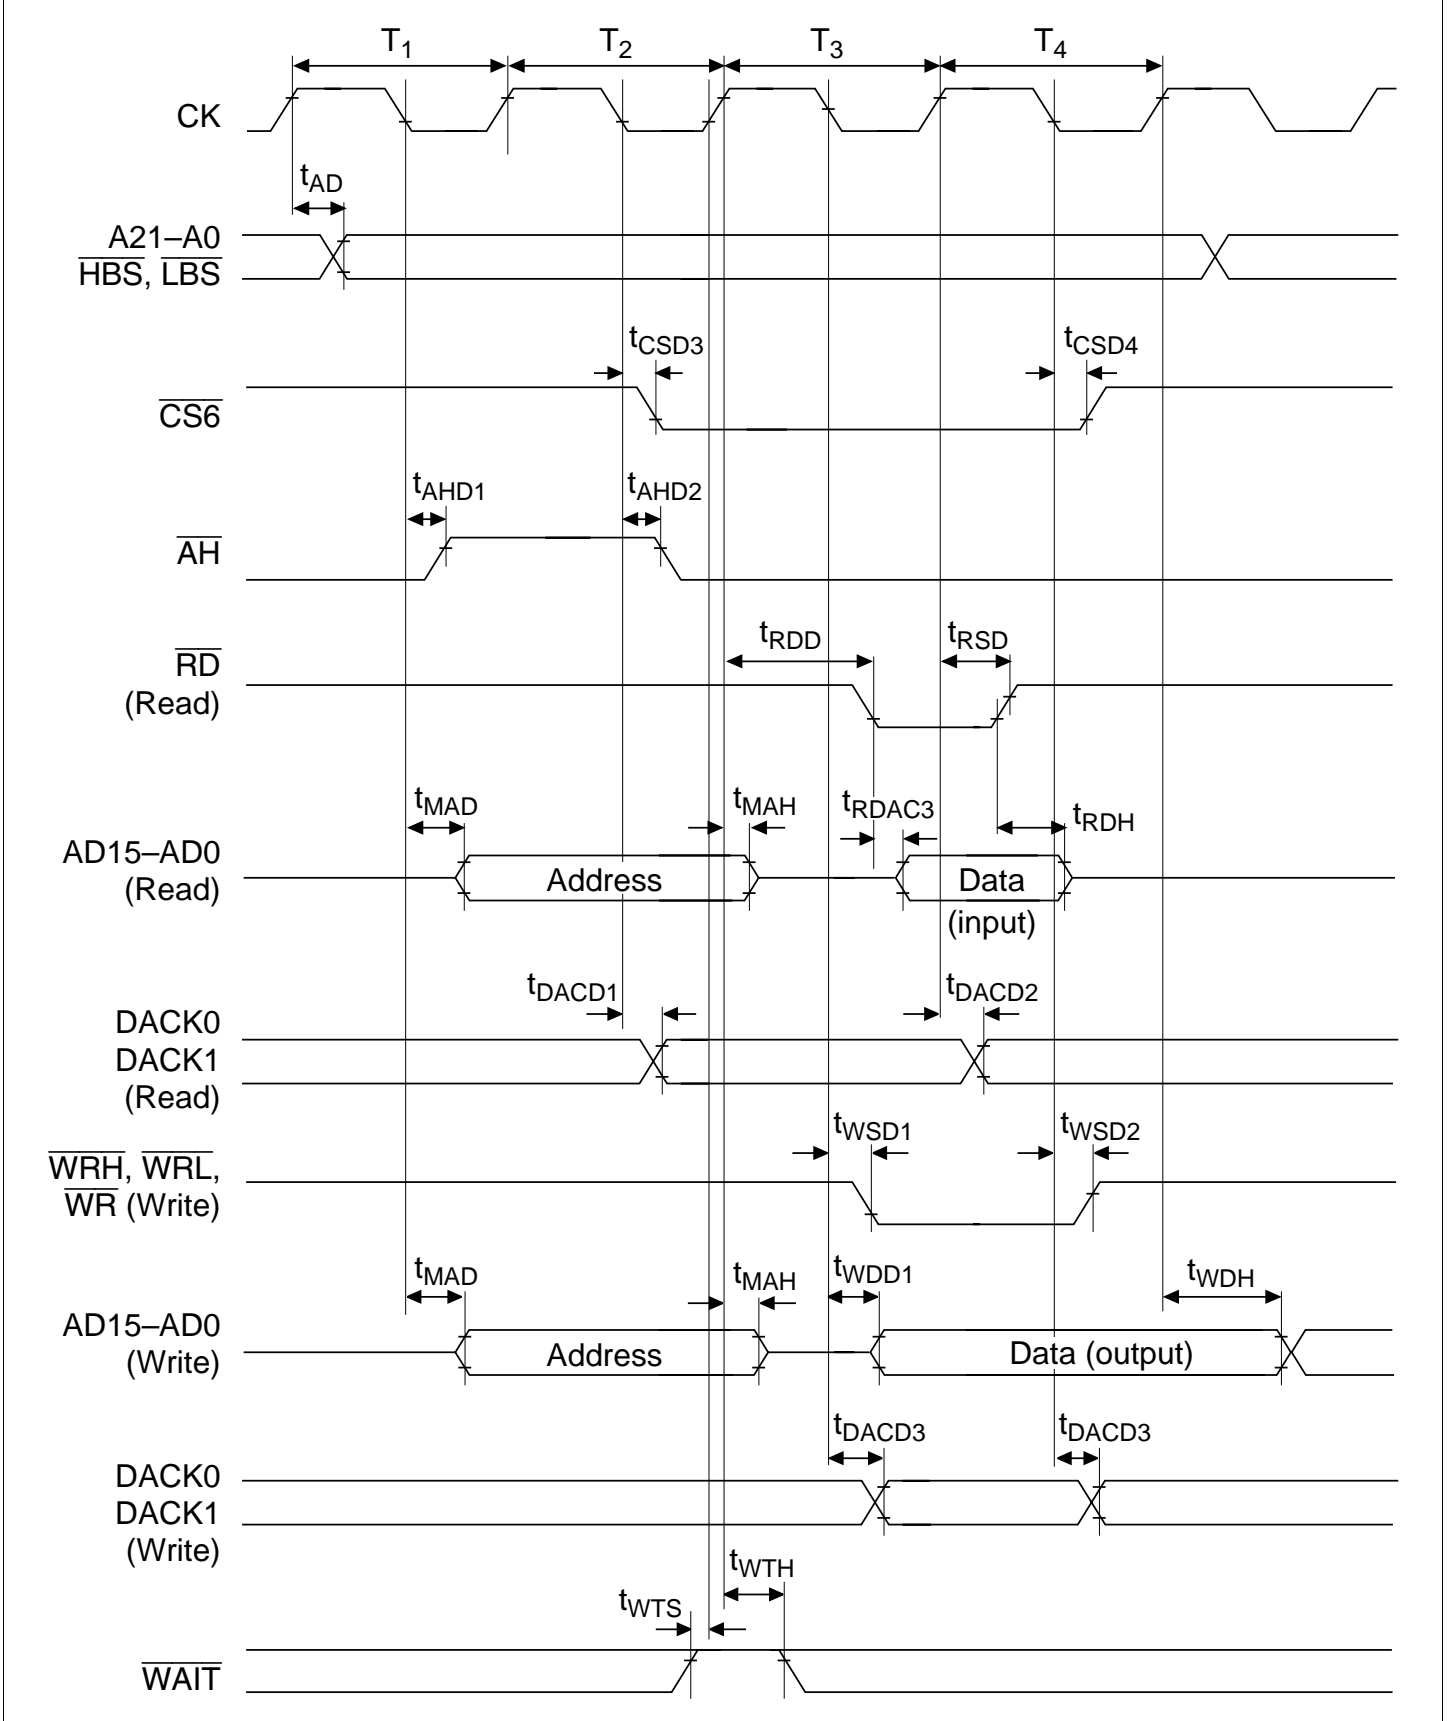 T1 T2 T3 T4
CK
tAD
A21–A0
HBS, LBS
tCSD3 tCSD4
CS6
tAHD1 tAHD2
AH
tRDD tRSD
RD
(Read)
tMAD tMAH tRDAC3 tRDH
AD15–AD0
(Read)
Address Data
(input)
tDACD1 tDACD2
DACK0
DACK1
(Read)
tWSD1 tWSD2
WRH, WRL,
WR (Write)
tMAD tMAH tWDD1 tWDH
AD15–AD0
(Write)
Address Data (output)
tDACD3 tDACD3
DACK0
DACK1
(Write)
tWTH
tWTS
WAIT